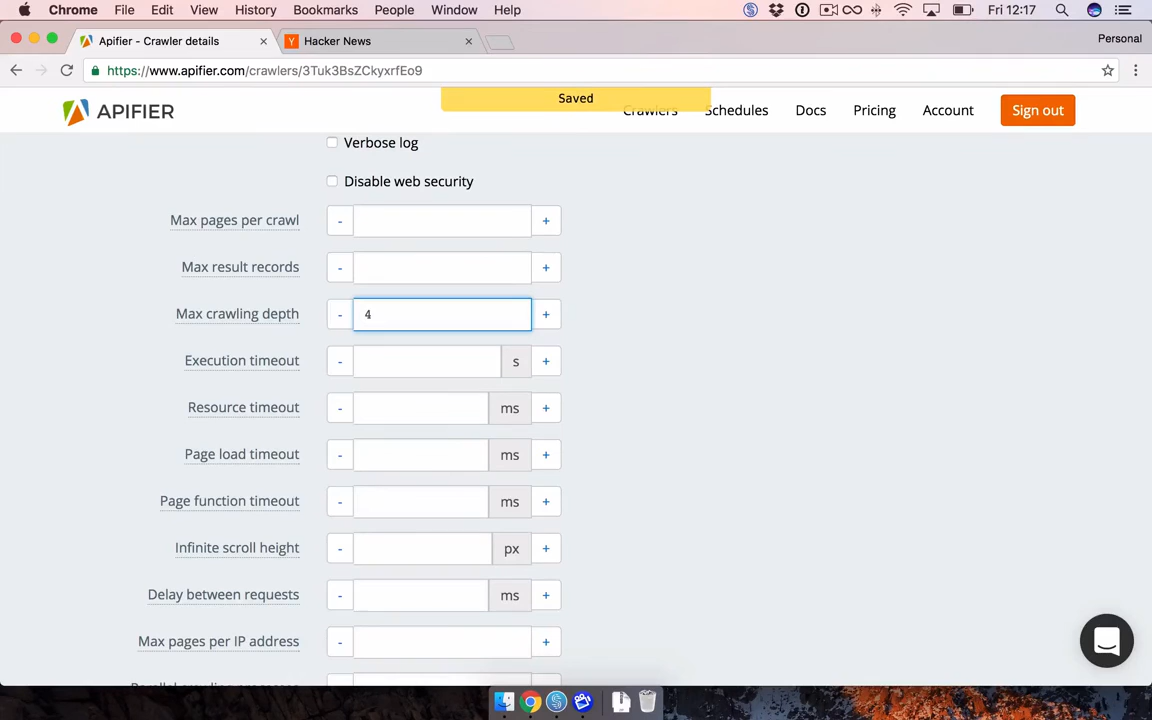 Chrome File Edit View History Bookmarks People Window Help Fri 12:17
Apifier - Crawler details Hacker News Personal
https://www.apifier.com/crawlers/3Tuk3BsZCkyxrfEo9
Saved
APIFIER Crawlers Schedules Docs Pricing Account Sign out
Verbose log
Disable web security
Max pages per crawl - +
Max result records - +
Max crawling depth - 4 +
Execution timeout - s +
Resource timeout - ms +
Page load timeout - ms +
Page function timeout - ms +
Infinite scroll height - px +
Delay between requests - ms +
Max pages per IP address - +